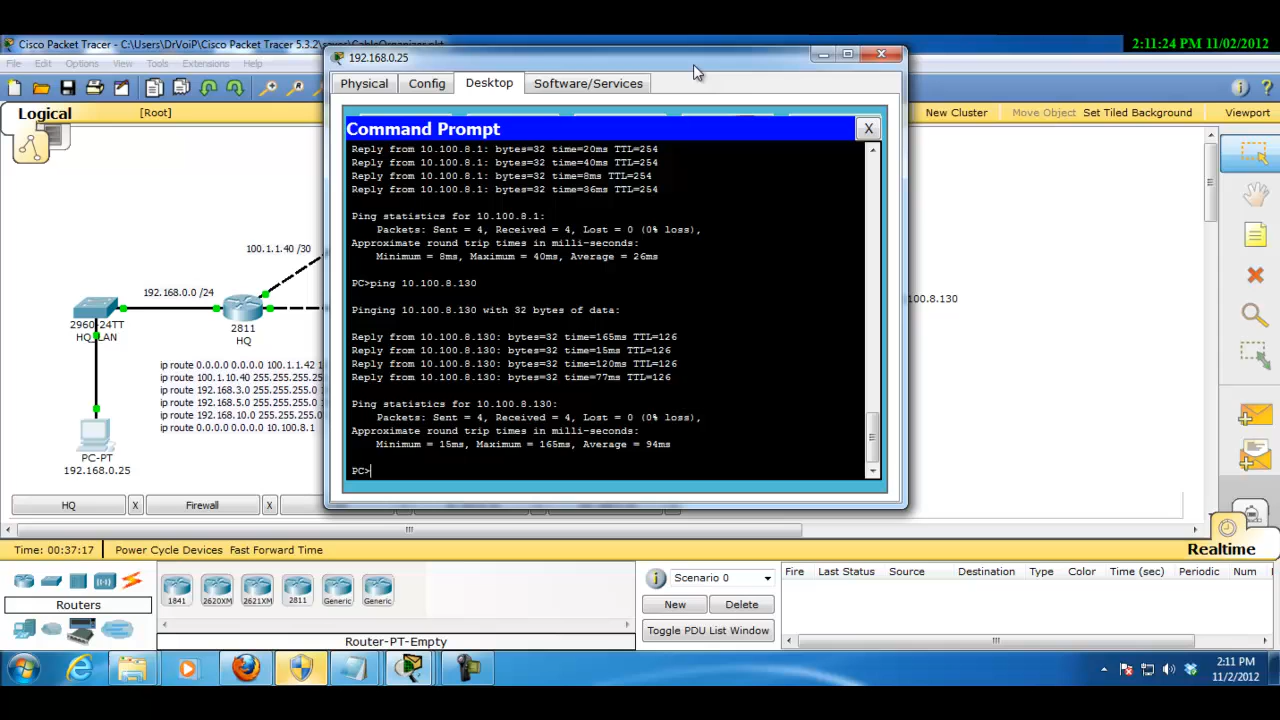 Cisco Packet Tracer - C:\Users\DrVoiP\Cisco Packet Tracer 5.3.2\saves\CableOrganizer.pkt
2:11:24 PM 11/02/2012
192.168.0.25
File Edit Options View Tools Extensions Help
Physical Config Desktop Software/Services
Logical
[Root]
New Cluster Move Object Set Tiled Background Viewport
Command Prompt
X
Reply from 10.100.8.1: bytes=32 time=20ms TTL=254
Reply from 10.100.8.1: bytes=32 time=40ms TTL=254
Reply from 10.100.8.1: bytes=32 time=8ms TTL=254
Reply from 10.100.8.1: bytes=32 time=36ms TTL=254
Ping statistics for 10.100.8.1:
Packets: Sent = 4, Received = 4, Lost = 0 (0% loss),
Approximate round trip times in milli-seconds:
Minimum = 8ms, Maximum = 40ms, Average = 26ms
PC>ping 10.100.8.130
Pinging 10.100.8.130 with 32 bytes of data:
Reply from 10.100.8.130: bytes=32 time=165ms TTL=126
Reply from 10.100.8.130: bytes=32 time=15ms TTL=126
Reply from 10.100.8.130: bytes=32 time=120ms TTL=126
Reply from 10.100.8.130: bytes=32 time=77ms TTL=126
Ping statistics for 10.100.8.130:
Packets: Sent = 4, Received = 4, Lost = 0 (0% loss),
Approximate round trip times in milli-seconds:
Minimum = 15ms, Maximum = 165ms, Average = 94ms
PC>
100.1.1.40 /30
192.168.0.0 /24
.100.8.130
2960-24TT
HQ LAN
2811
HQ
ip route 0.0.0.0 0.0.0.0 100.1.1.42 1
ip route 100.1.10.40 255.255.255.25
ip route 192.168.3.0 255.255.255.0
ip route 192.168.5.0 255.255.255.0
ip route 192.168.10.0 255.255.255.0
ip route 0.0.0.0 0.0.0.0 10.100.8.1
PC-PT
192.168.0.25
HQ X Firewall X
Realtime
Time: 00:37:17 Power Cycle Devices Fast Forward Time
Routers
1841 2620XM 2621XM 2811 Generic Generic
Router-PT-Empty
Scenario 0
New Delete
Toggle PDU List Window
Fire Last Status Source Destination Type Color Time (sec) Periodic Num
2:11 PM
11/2/2012